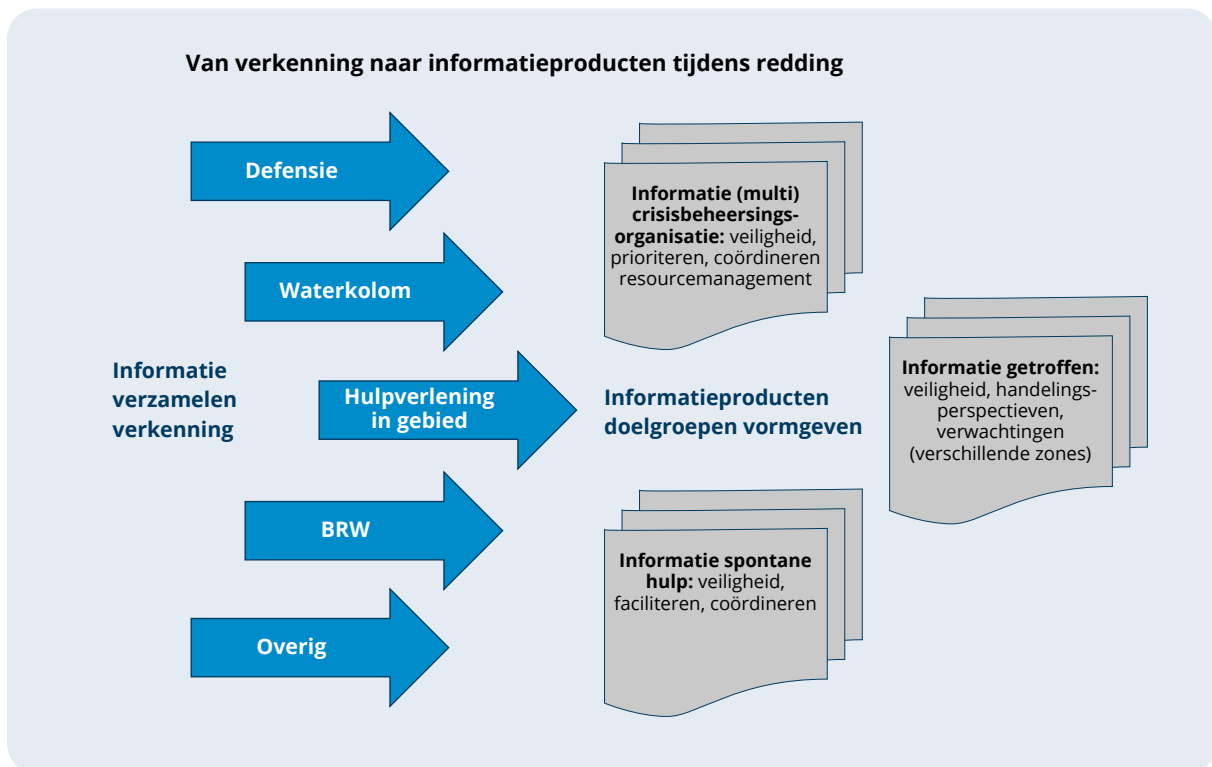 Van verkenning naar informatieproducten tijdens redding
Defensie
Waterkolom
Informatie
verzamelen
verkenning
Hulpverlening
in gebied
BRW
Overig
Informatie (multi)
crisisbeheersings-
organisatie: veiligheid,
prioriteren, coördineren
resourcemanagement
Informatieproducten
doelgroepen vormgeven
Informatie spontane
hulp: veiligheid,
faciliteren, coördineren
Informatie getroffen:
veiligheid, handelings-
perspectieven,
verwachtingen
(verschillende zones)